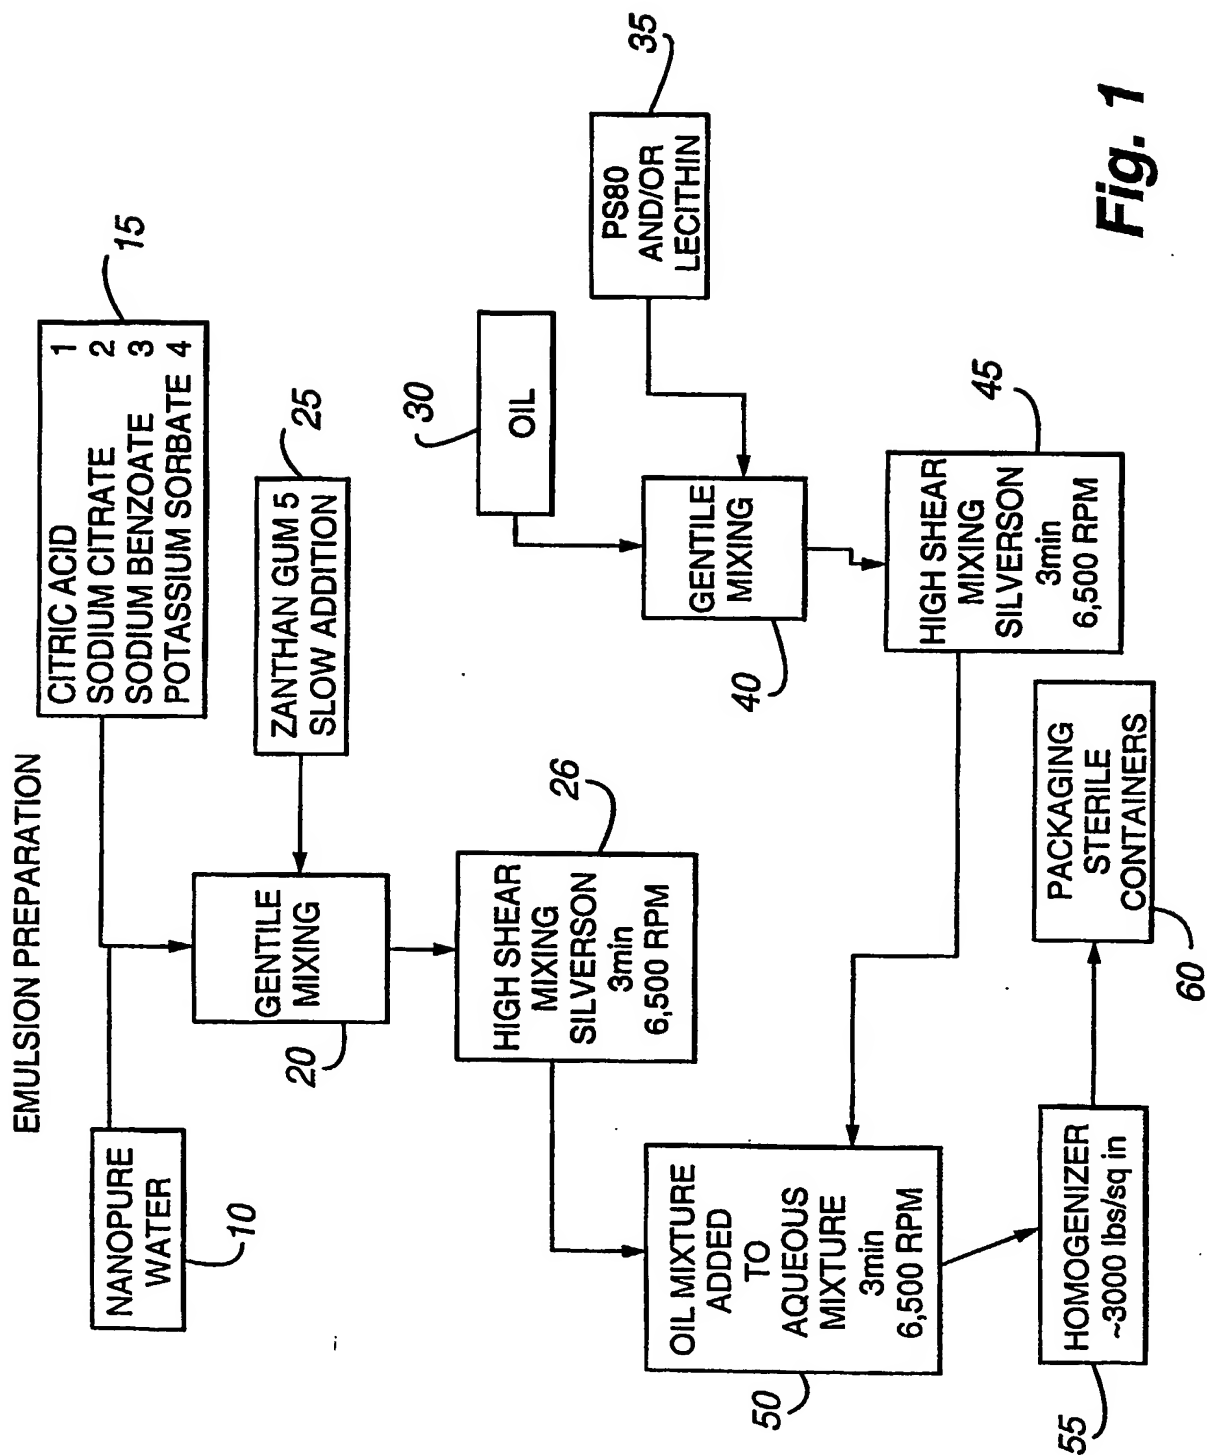 EMULSION PREPARATION
NANOPURE
WATER
10
CITRIC ACID 1
SODIUM CITRATE 2
SODIUM BENZOATE 3
POTASSIUM SORBATE 4
15
GENTILE
MIXING
20
ZANTHAN GUM 5
SLOW ADDITION
25
HIGH SHEAR
MIXING
SILVERSON
3min
6,500 RPM
26
OIL
30
PS80
AND/OR
LECITHIN
35
GENTILE
MIXING
40
HIGH SHEAR
MIXING
SILVERSON
3min
6,500 RPM
45
OIL MIXTURE
ADDED
TO
AQUEOUS
MIXTURE
3min
6,500 RPM
50
HOMOGENIZER
~3000 lbs/sq in
55
PACKAGING
STERILE
CONTAINERS
60
Fig. 1